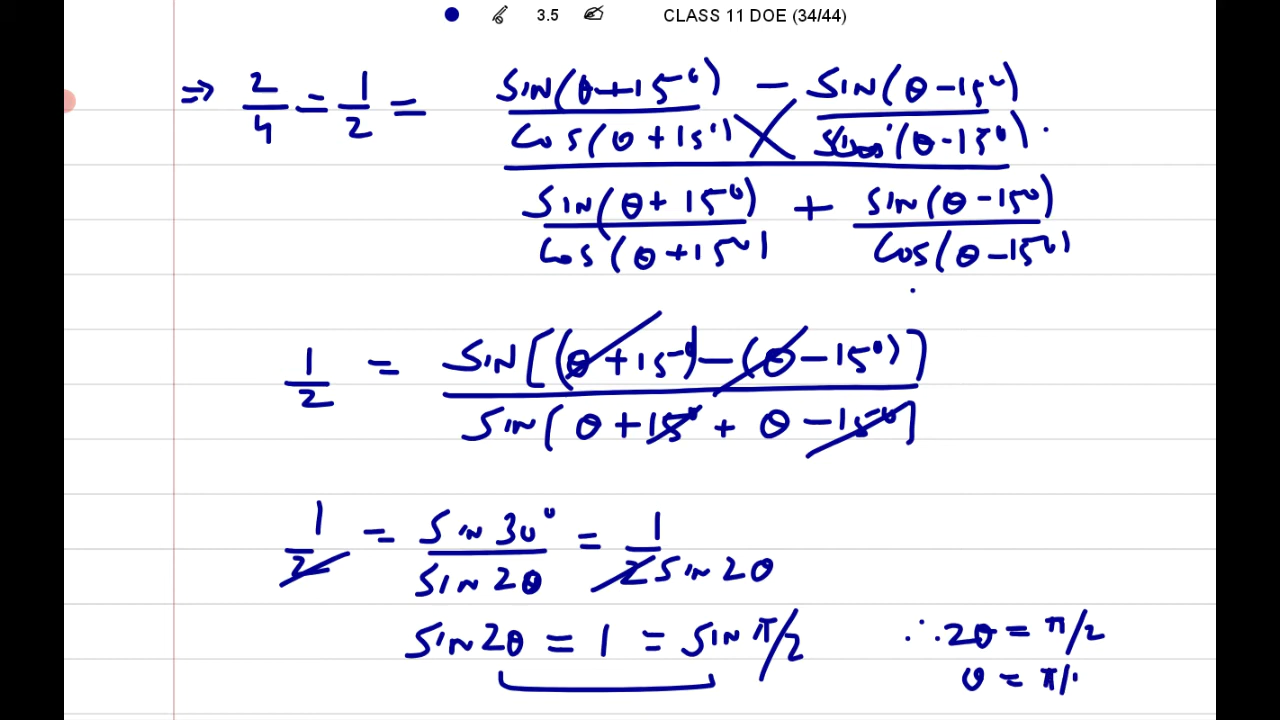 3.5 CLASS 11 DOE (34/44)
⇒ 2/4 = 1/2 = (sin(θ+15°)/cos(θ+15°) − sin(θ−15°)/cos(θ−15°)) / (sin(θ+15°)/cos(θ+15°) + sin(θ−15°)/cos(θ−15°))
1/2 = sin[(θ+15°)−(θ−15°)] / sin(θ+15°+θ−15°)
1/2 = sin 30°/sin 2θ = 1/2 sin 2θ
sin 2θ = 1 = sin π/2 ∴ 2θ = π/2
θ = π/